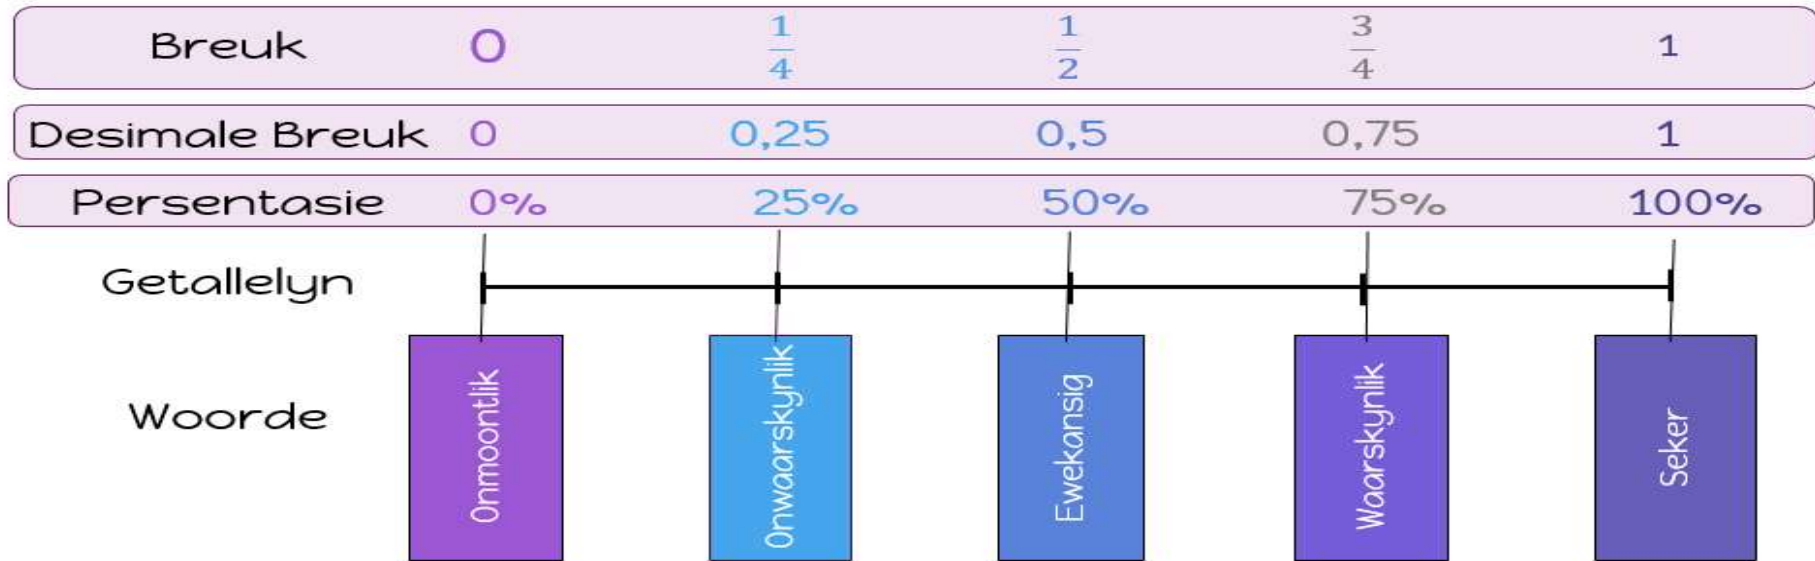 Breuk 0 1/4 1/2 3/4 1
Desimale Breuk 0 0,25 0,5 0,75 1
Persentasie 0% 25% 50% 75% 100%
Getallelyn
Woorde Onmoontlik Onwaarskynlik Ewekansig Waarskynlik Seker